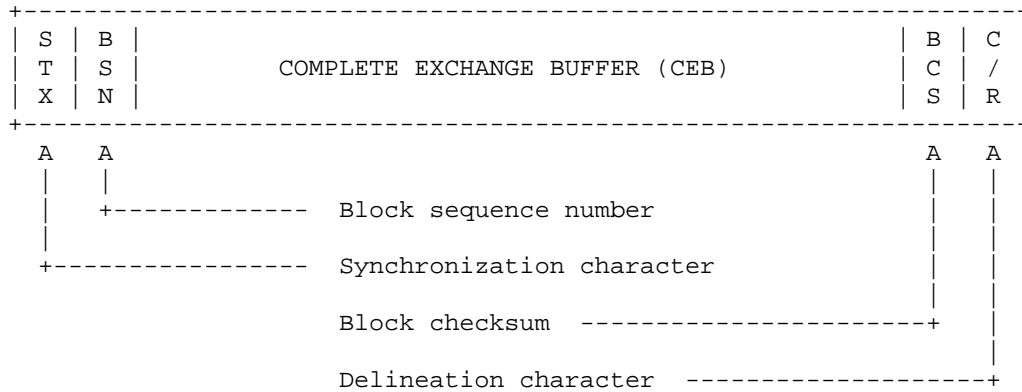 +-------------------------------------------------------------------
| S | B |                                                  | B | C
| T | S |         COMPLETE EXCHANGE BUFFER (CEB)           | C | /
| X | N |                                                  | S | R
+-------------------------------------------------------------------
  A   A                                                      A   A
  |   |                                                      |   |
  |   +-------------  Block sequence number                  |   |
  |                                                          |   |
  +-----------------  Synchronization character              |   |
                                                             |   |
                      Block checksum  -----------------------+   |
                                                                 |
                      Delineation character  --------------------+